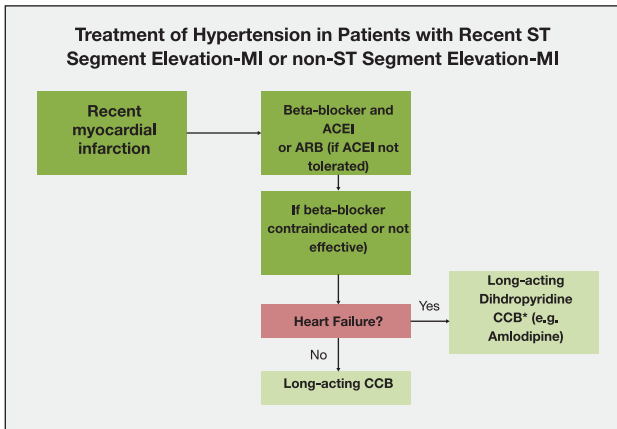 Treatment of Hypertension in Patients with Recent ST
Segment Elevation-MI or non-ST Segment Elevation-MI
Recent
myocardial
infarction
Beta-blocker and
ACEI
or ARB (if ACEI not
tolerated)
If beta-blocker
contraindicated or not
effective)
Heart Failure?
Yes
Long-acting
Dihdropyridine
CCB* (e.g.
Amlodipine)
No
Long-acting CCB